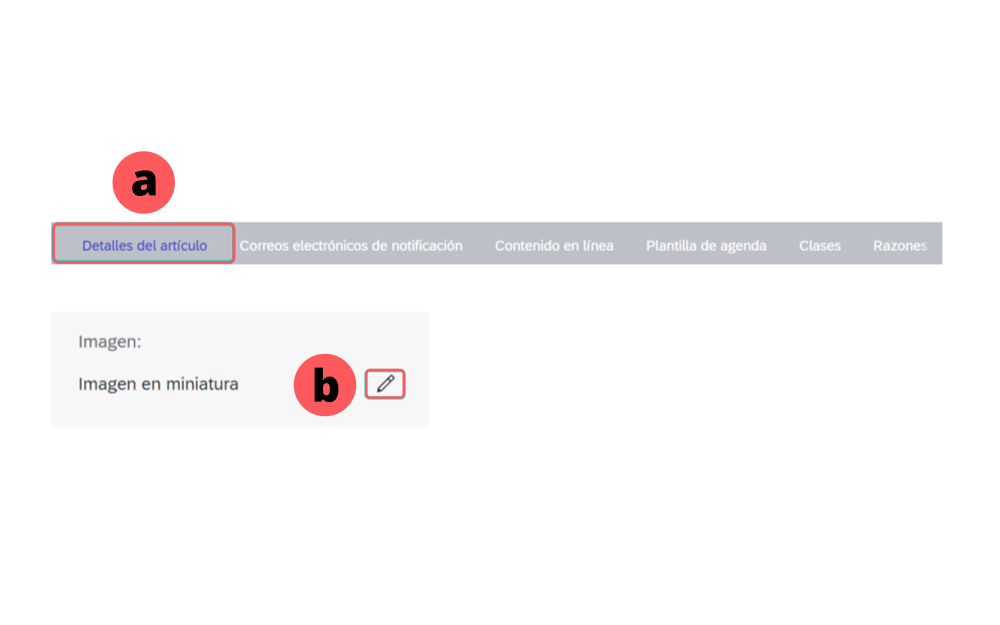 a
Detalles del artículo Correos electrónicos de notificación Contenido en línea Plantilla de agenda Clases Razones
Imagen:
Imagen en miniatura b